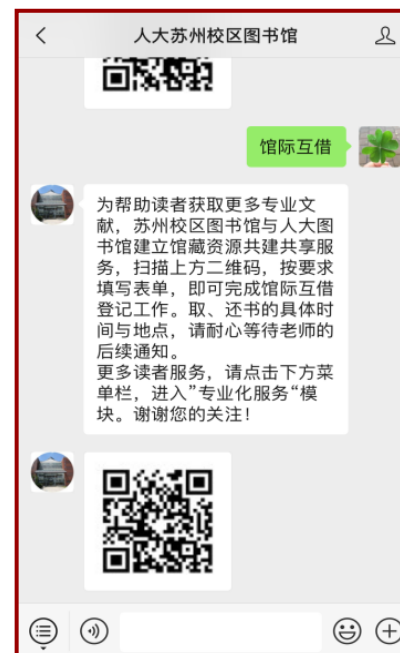 人大苏州校区图书馆
馆际互借
为帮助读者获取更多专业文
献，苏州校区图书馆与人大图
书馆建立馆藏资源共建共享服
务，扫描上方二维码，按要求
填写表单，即可完成馆际互借
登记工作。取、还书的具体时
间与地点，请耐心等待老师的
后续通知。
更多读者服务，请点击下方菜
单栏，进入”专业化服务“模
块。谢谢您的关注！